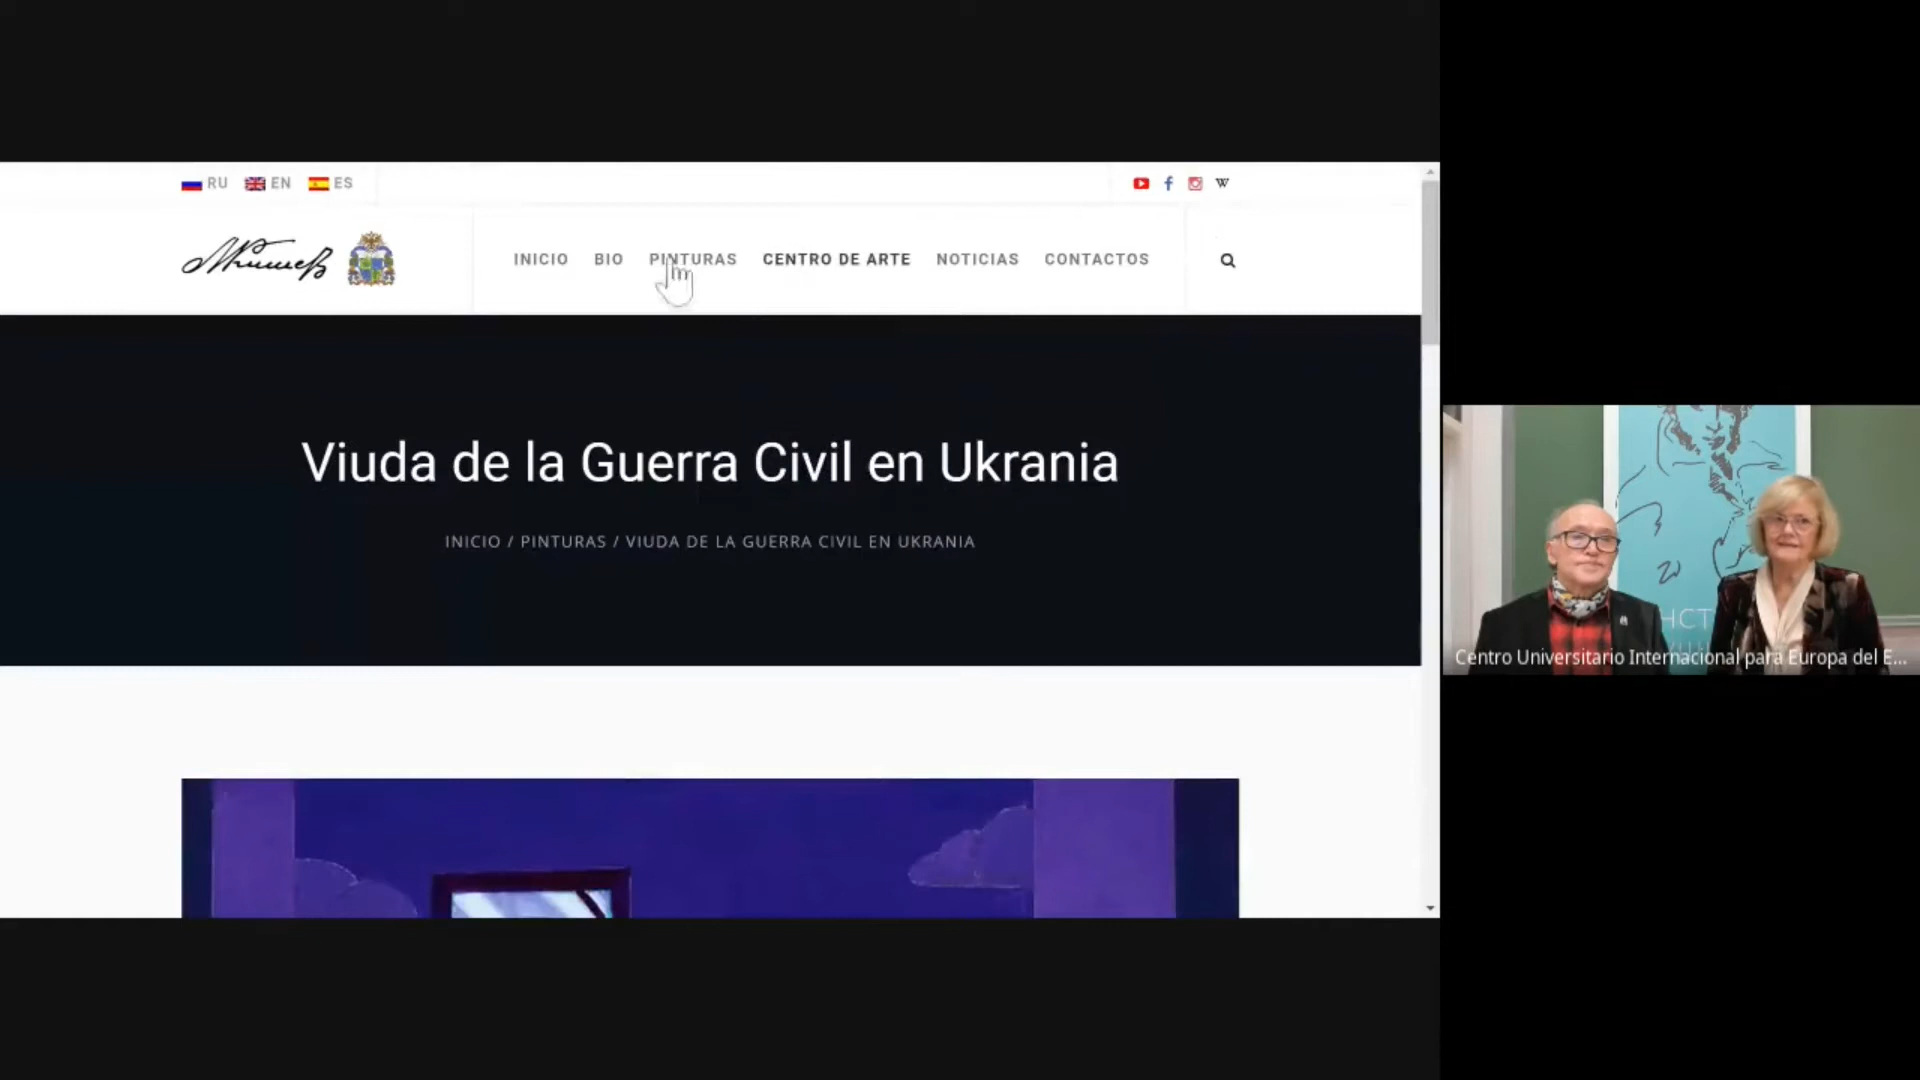 RU EN ES
W
INICIO BIO PINTURAS CENTRO DE ARTE NOTICIAS CONTACTOS
Viuda de la Guerra Civil en Ukrania
INICIO / PINTURAS / VIUDA DE LA GUERRA CIVIL EN UKRANIA
НСТ
Centro Universitario Internacional para Europa del E...